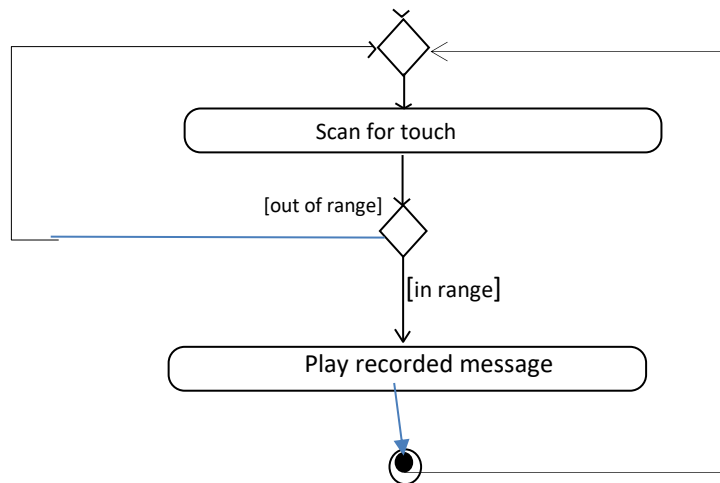 Scan for touch
[out of range]
[in range]
Play recorded message